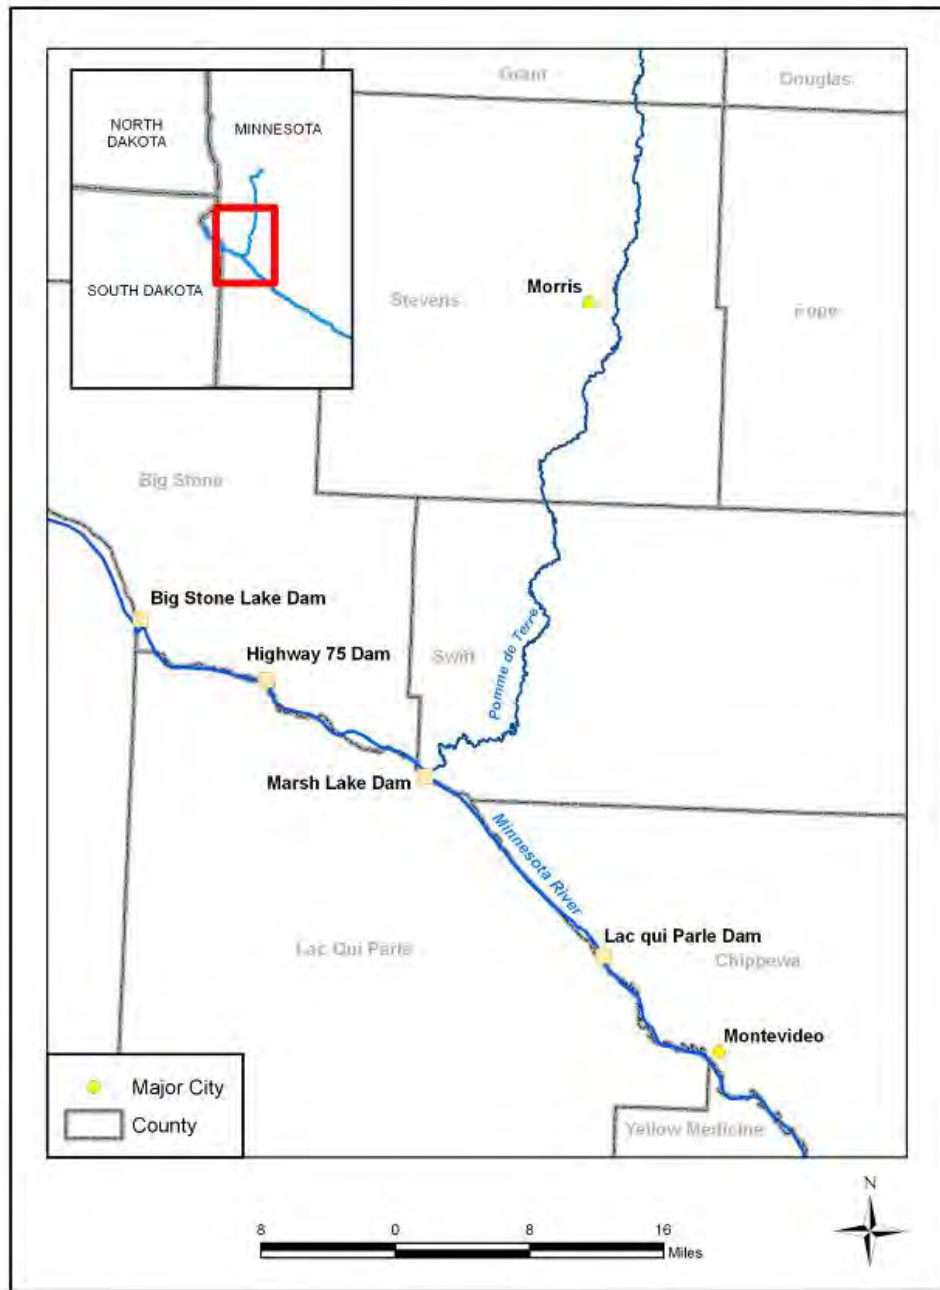 Grant
Douglas
NORTH
DAKOTA
MINNESOTA
SOUTH DAKOTA
Morris
Stevens
Pope
Big Stone
Big Stone Lake Dam
Highway 75 Dam
Swift
Pomme de Terre
Marsh Lake Dam
Minnesota River
Lac qui Parle Dam
Lac Qui Parle
Chippewa
Montevideo
Major City
County
Yellow Medicine
N
8 0 8 16
Miles